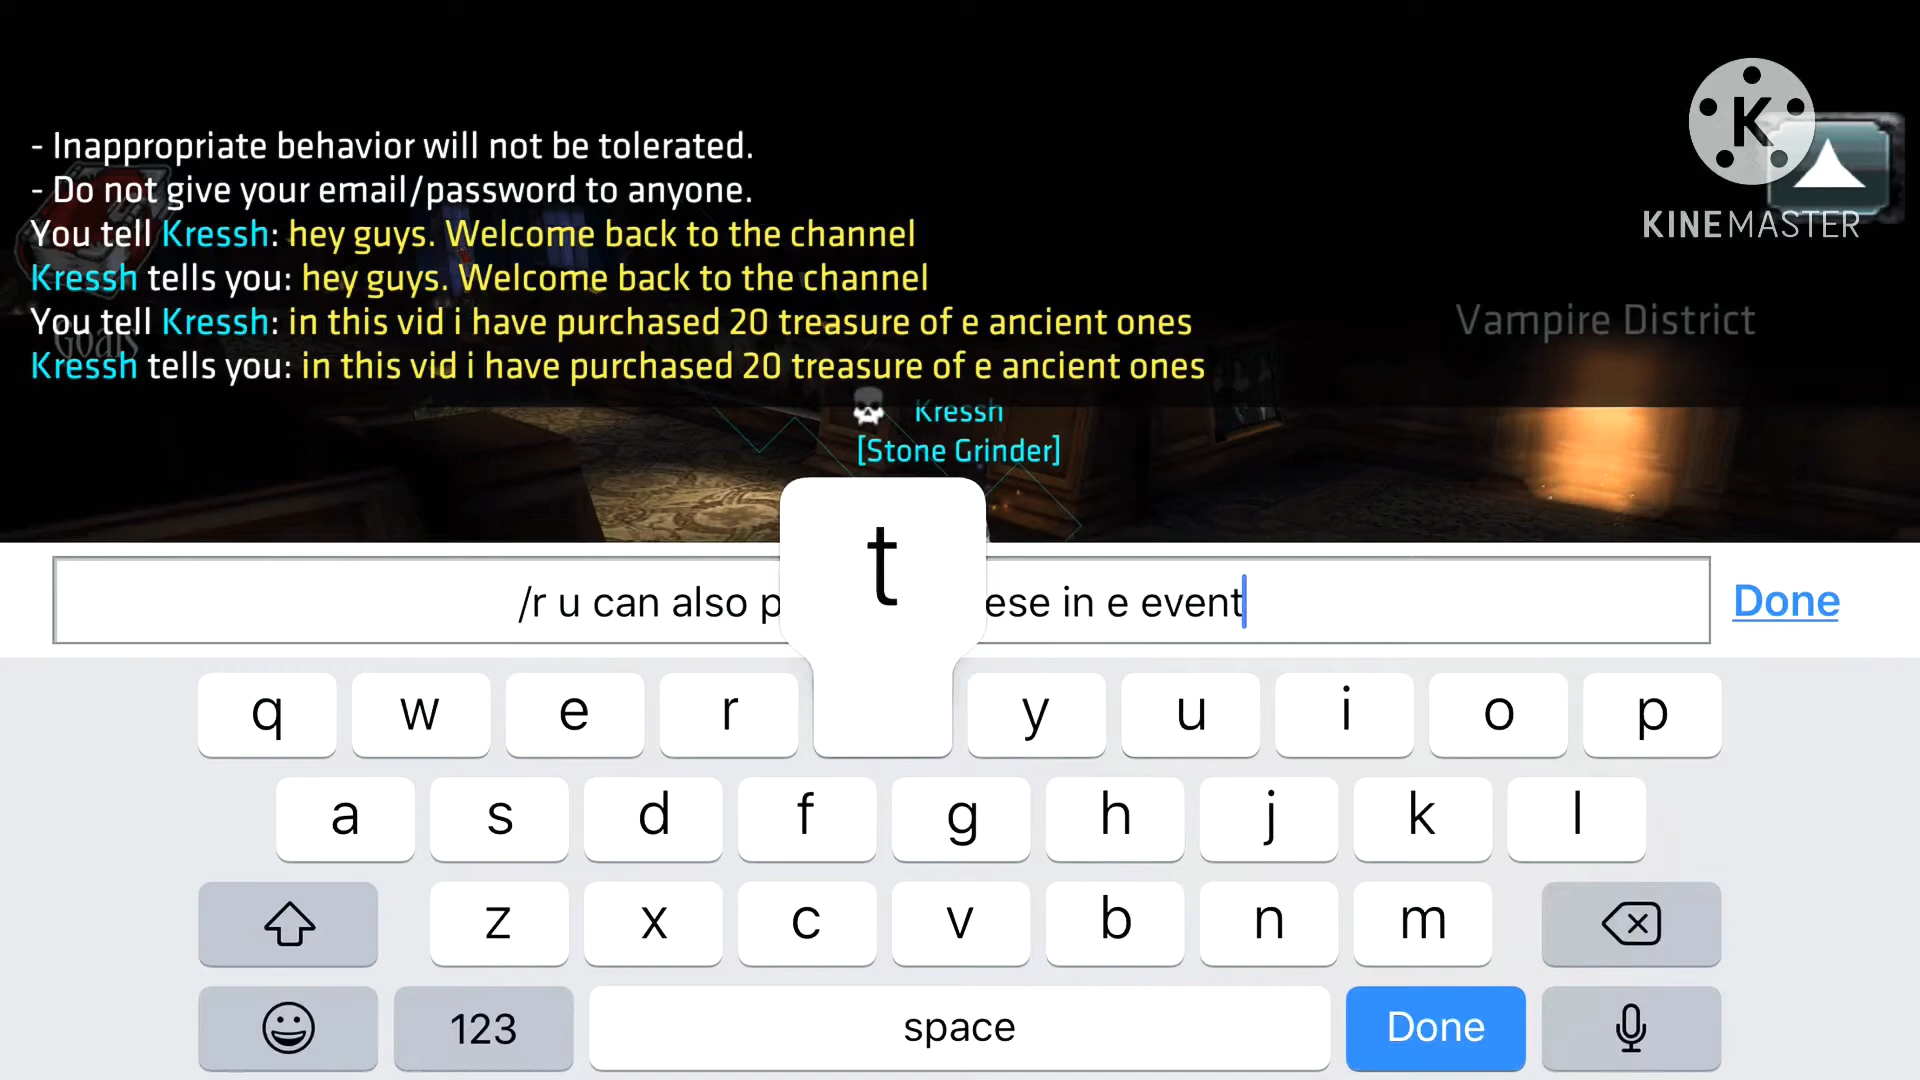 - Inappropriate behavior will not be tolerated.
- Do not give your email/password to anyone.
You tell Kressh: hey guys. Welcome back to the channel
Kressh tells you: hey guys. Welcome back to the channel
You tell Kressh: in this vid i have purchased 20 treasure of e ancient ones
Kressh tells you: in this vid i have purchased 20 treasure of e ancient ones
Goals
K
KINEMASTER
Vampire District
Kressh
[Stone Grinder]
t
/r u can also p ese in e event
Done
q w e r y u i o p
a s d f g h j k l
z x c v b n m
123 space Done